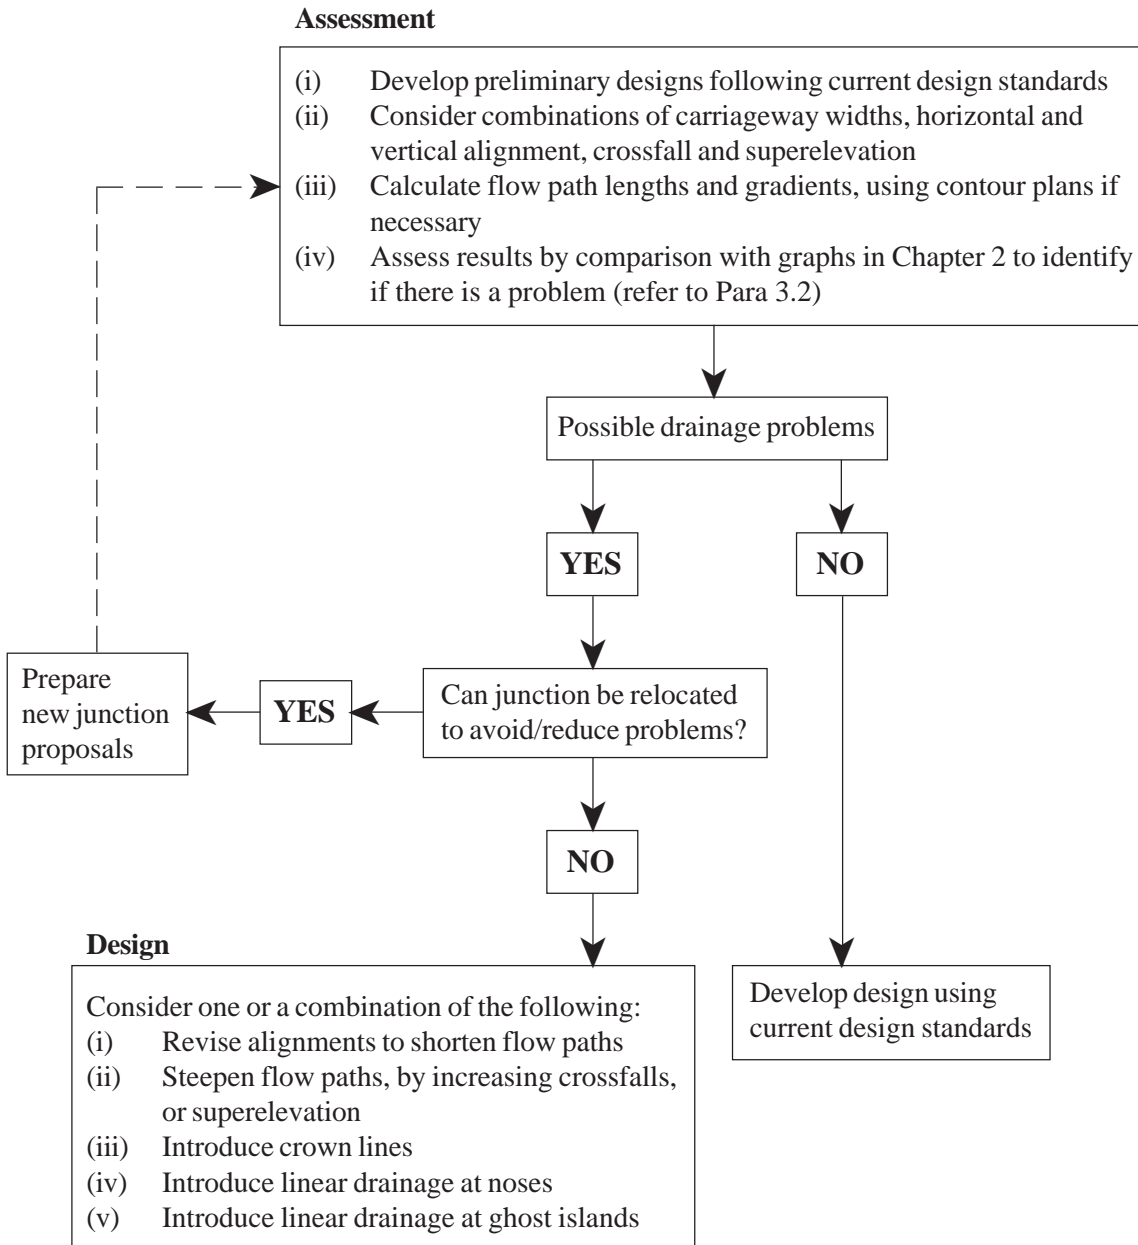 Assessment
(i) Develop preliminary designs following current design standards
(ii) Consider combinations of carriageway widths, horizontal and
vertical alignment, crossfall and superelevation
(iii) Calculate flow path lengths and gradients, using contour plans if
necessary
(iv) Assess results by comparison with graphs in Chapter 2 to identify
if there is a problem (refer to Para 3.2)
Possible drainage problems
YES
NO
Can junction be relocated
to avoid/reduce problems?
YES
Prepare
new junction
proposals
NO
Design
Consider one or a combination of the following:
(i) Revise alignments to shorten flow paths
(ii) Steepen flow paths, by increasing crossfalls,
or superelevation
(iii) Introduce crown lines
(iv) Introduce linear drainage at noses
(v) Introduce linear drainage at ghost islands
Develop design using
current design standards